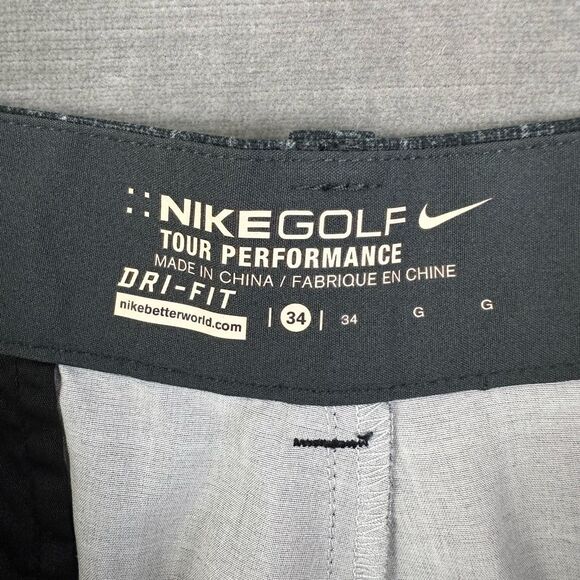 NIKEGOLF
TOUR PERFORMANCE
MADE IN CHINA / FABRIQUE EN CHINE
DRI-FIT
nikebetterworld.com | 34 | 34 G G